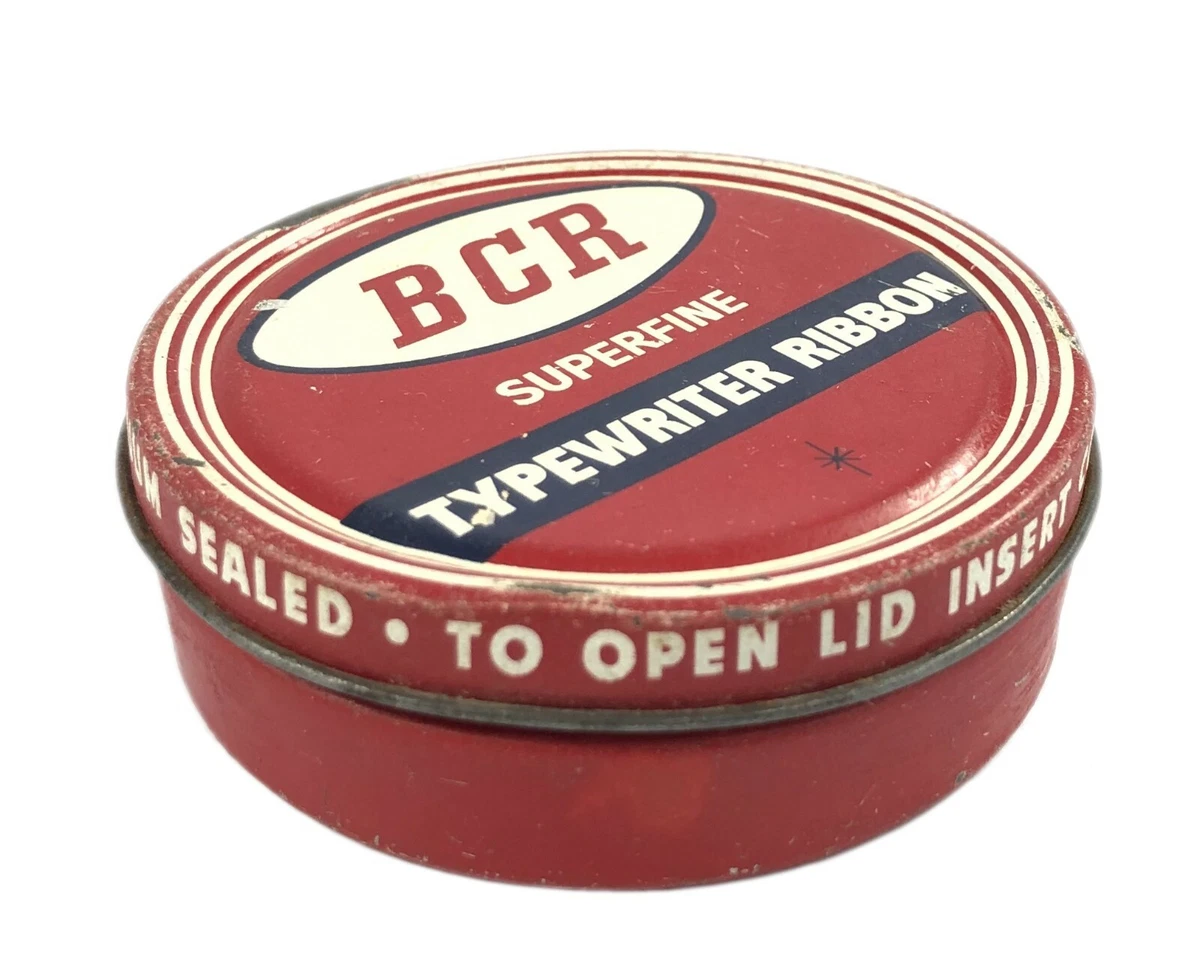 BCR
SUPERFINE
TYPEWRITER RIBBON
SEALED • TO OPEN LID INSERT